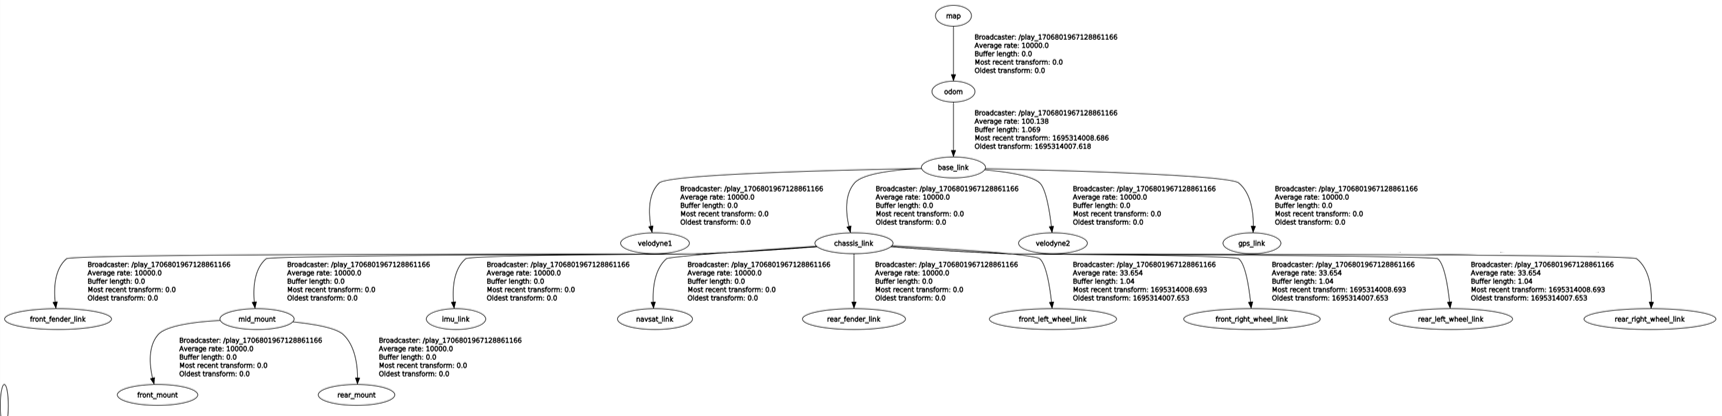 map
Broadcaster: /play_1706801967128861166
Average rate: 10000.0
Buffer length: 0.0
Most recent transform: 0.0
Oldest transform: 0.0
odom
Broadcaster: /play_1706801967128861166
Average rate: 100.138
Buffer length: 1.069
Most recent transform: 1695314008.686
Oldest transform: 1695314007.618
base_link
Broadcaster: /play_1706801967128861166
Average rate: 10000.0
Buffer length: 0.0
Most recent transform: 0.0
Oldest transform: 0.0
Broadcaster: /play_1706801967128861166
Average rate: 10000.0
Buffer length: 0.0
Most recent transform: 0.0
Oldest transform: 0.0
Broadcaster: /play_1706801967128861166
Average rate: 10000.0
Buffer length: 0.0
Most recent transform: 0.0
Oldest transform: 0.0
Broadcaster: /play_1706801967128861166
Average rate: 10000.0
Buffer length: 0.0
Most recent transform: 0.0
Oldest transform: 0.0
velodyne1
chassis_link
velodyne2
gps_link
Broadcaster: /play_1706801967128861166
Average rate: 10000.0
Buffer length: 0.0
Most recent transform: 0.0
Oldest transform: 0.0
Broadcaster: /play_1706801967128861166
Average rate: 10000.0
Buffer length: 0.0
Most recent transform: 0.0
Oldest transform: 0.0
Broadcaster: /play_1706801967128861166
Average rate: 10000.0
Buffer length: 0.0
Most recent transform: 0.0
Oldest transform: 0.0
Broadcaster: /play_1706801967128861166
Average rate: 10000.0
Buffer length: 0.0
Most recent transform: 0.0
Oldest transform: 0.0
Broadcaster: /play_1706801967128861166
Average rate: 10000.0
Buffer length: 0.0
Most recent transform: 0.0
Oldest transform: 0.0
Broadcaster: /play_1706801967128861166
Average rate: 33.654
Buffer length: 1.04
Most recent transform: 1695314008.693
Oldest transform: 1695314007.653
Broadcaster: /play_1706801967128861166
Average rate: 33.654
Buffer length: 1.04
Most recent transform: 1695314008.693
Oldest transform: 1695314007.653
Broadcaster: /play_1706801967128861166
Average rate: 33.654
Buffer length: 1.04
Most recent transform: 1695314008.693
Oldest transform: 1695314007.653
front_fender_link
mid_mount
imu_link
navsat_link
rear_fender_link
front_left_wheel_link
front_right_wheel_link
rear_left_wheel_link
rear_right_wheel_link
Broadcaster: /play_1706801967128861166
Average rate: 10000.0
Buffer length: 0.0
Most recent transform: 0.0
Oldest transform: 0.0
Broadcaster: /play_1706801967128861166
Average rate: 10000.0
Buffer length: 0.0
Most recent transform: 0.0
Oldest transform: 0.0
front_mount
rear_mount